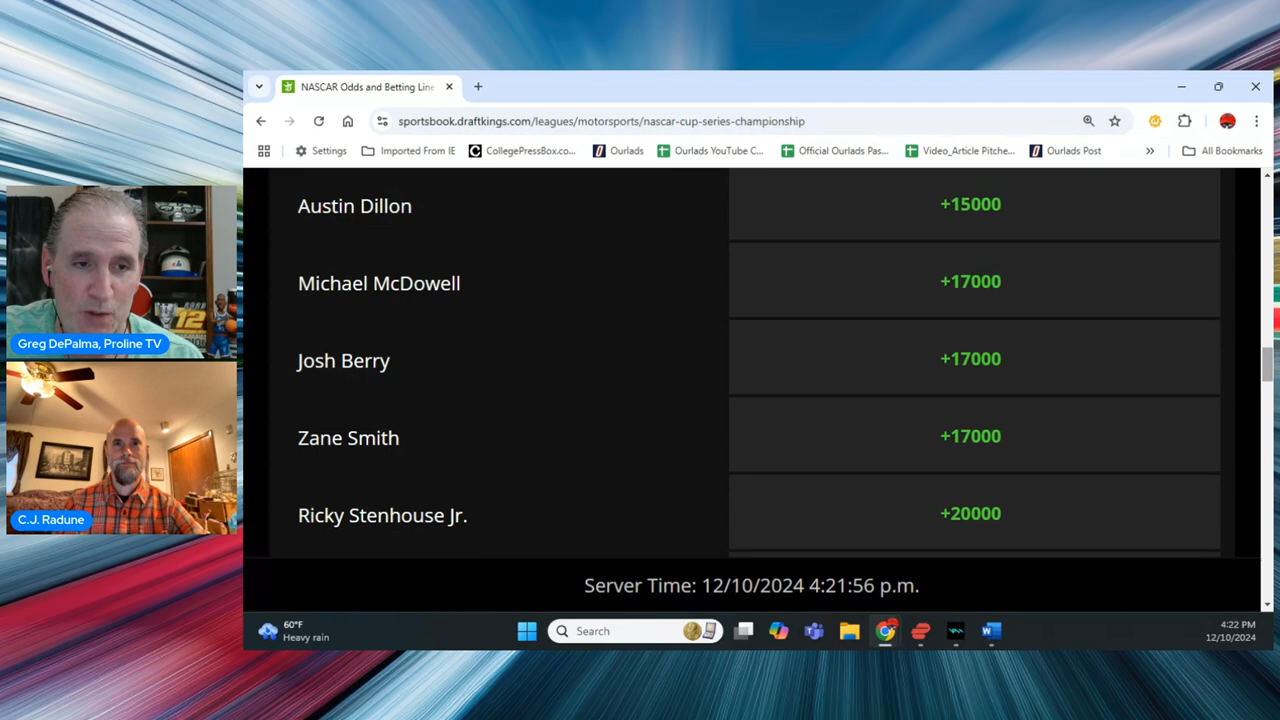 NASCAR Odds and Betting Line
sportsbook.draftkings.com/leagues/motorsports/nascar-cup-series-championship
Settings
Imported From IE
CollegePressBox.co...
Ourlads
Ourlads YouTube C...
Official Ourlads Pas...
Video_Article Pitche...
Ourlads Post
All Bookmarks
Austin Dillon +15000
Michael McDowell +17000
Josh Berry +17000
Zane Smith +17000
Ricky Stenhouse Jr. +20000
Server Time: 12/10/2024 4:21:56 p.m.
12
Greg DePalma, Proline TV
C.J. Radune
60°F
Heavy rain
Search
4:22 PM
12/10/2024